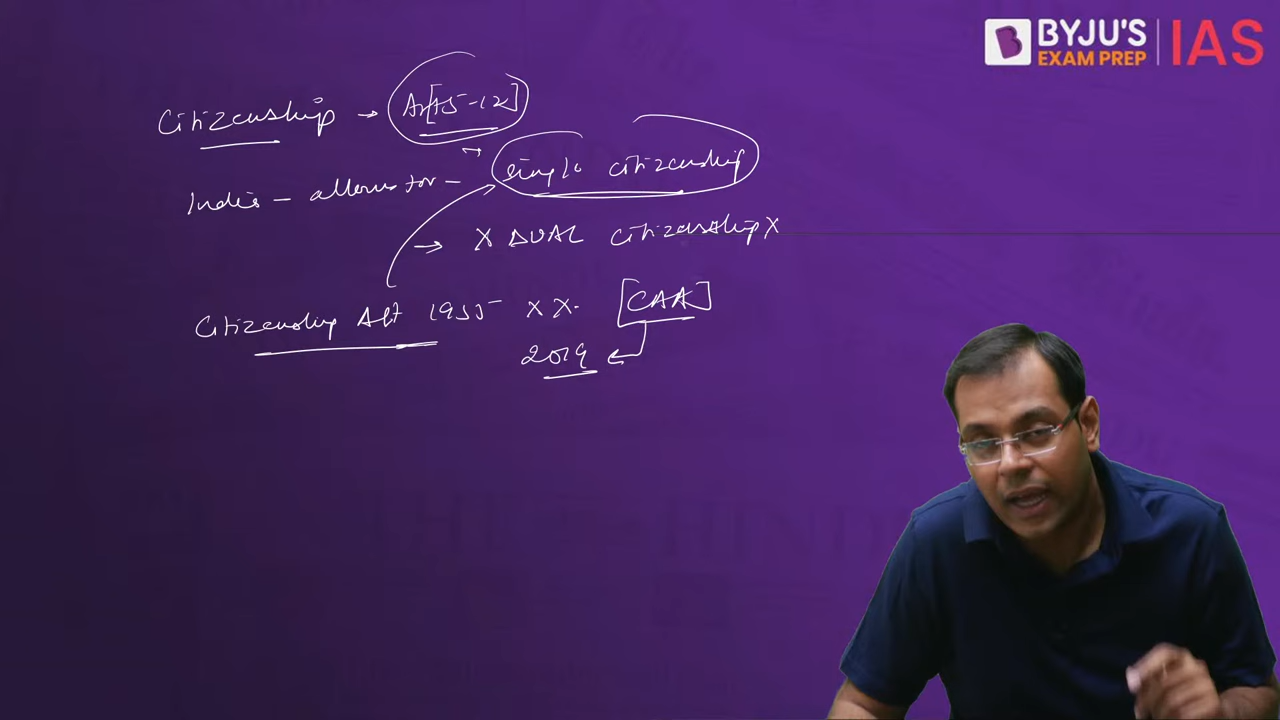 BYJU'S
EXAM PREP
IAS
Citizenship → Art[5-12]
India – allows for – single citizenship
→ X DUAL citizenship X
Citizenship Act 1955 X X. [CAA]
2019